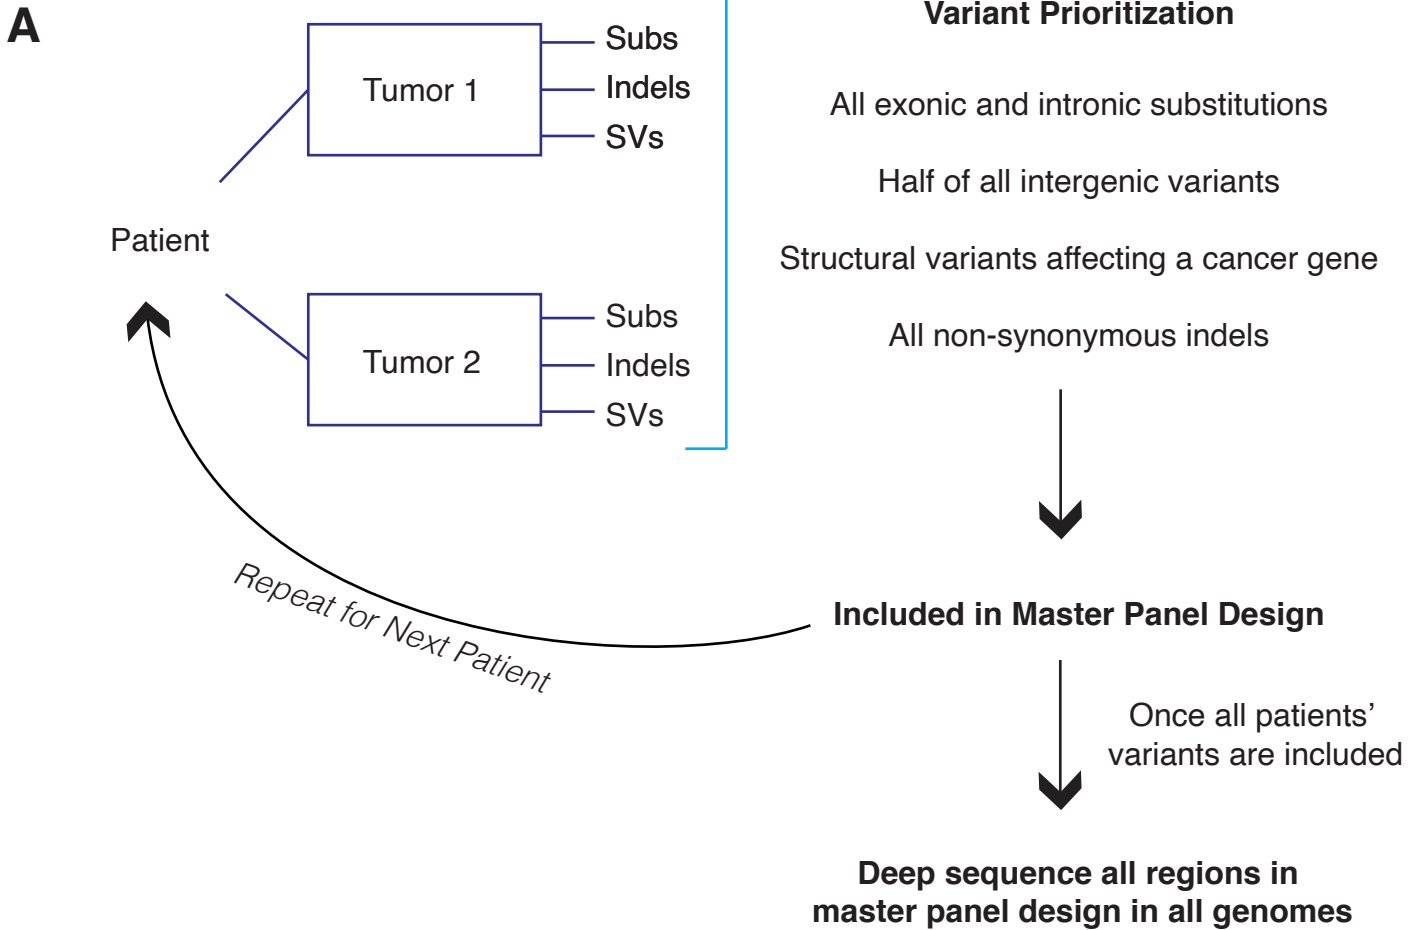 A
Tumor 1
Subs
Indels
SVs
Patient
Tumor 2
Subs
Indels
SVs
Variant Prioritization
All exonic and intronic substitutions
Half of all intergenic variants
Structural variants affecting a cancer gene
All non-synonymous indels
Included in Master Panel Design
Repeat for Next Patient
Once all patients’
variants are included
Deep sequence all regions in
master panel design in all genomes